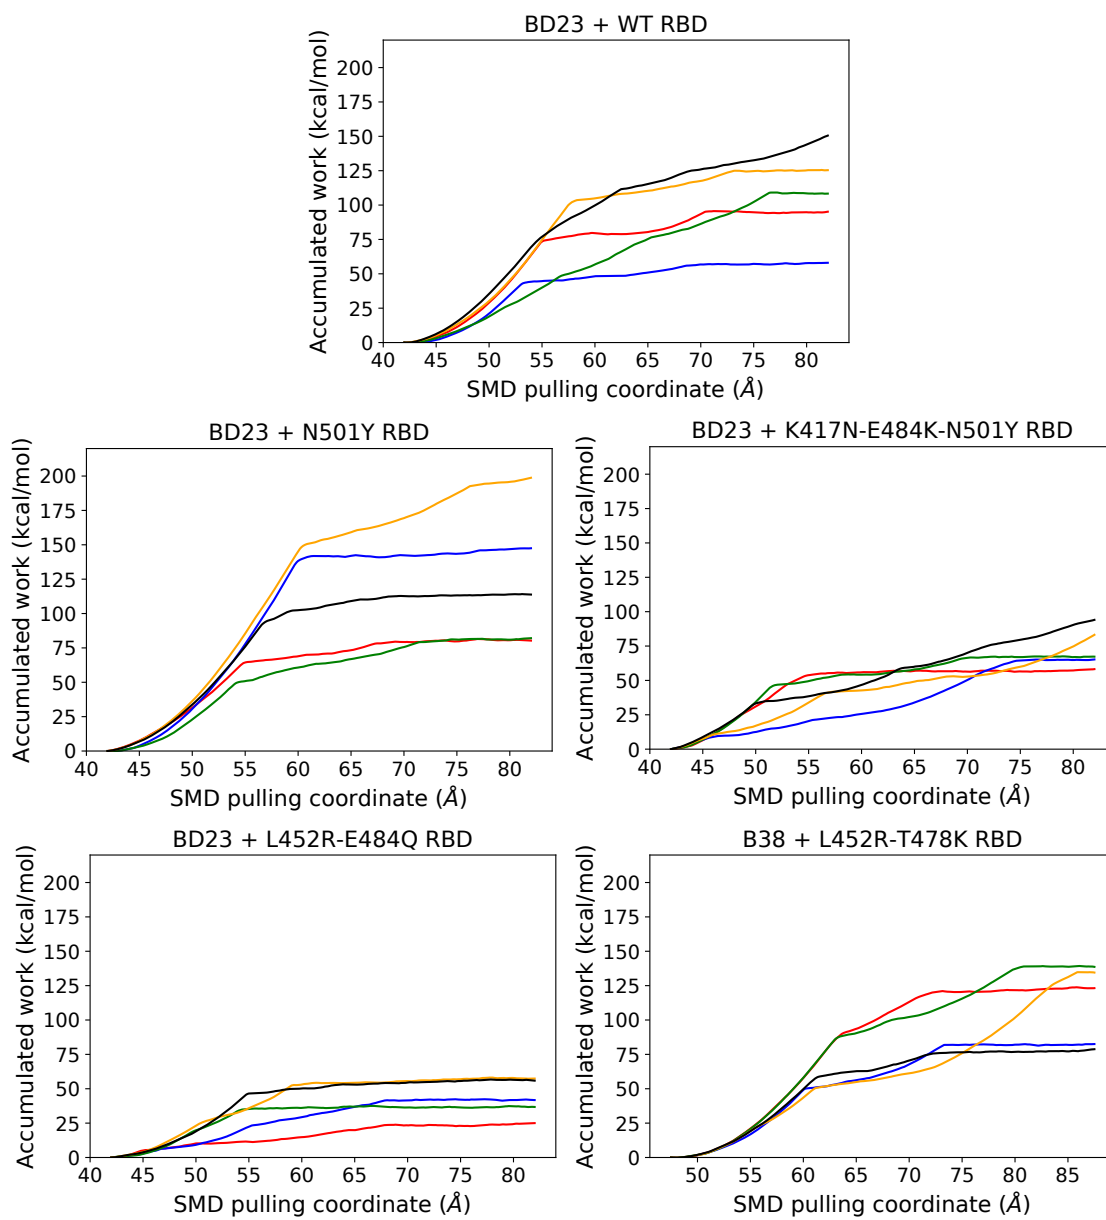 BD23 + WT RBD
Accumulated work (kcal/mol)
200
175
150
125
100
75
50
25
0
40 45 50 55 60 65 70 75 80
SMD pulling coordinate (Å)
BD23 + N501Y RBD
Accumulated work (kcal/mol)
200
175
150
125
100
75
50
25
0
40 45 50 55 60 65 70 75 80
SMD pulling coordinate (Å)
BD23 + K417N-E484K-N501Y RBD
Accumulated work (kcal/mol)
200
175
150
125
100
75
50
25
0
40 45 50 55 60 65 70 75 80
SMD pulling coordinate (Å)
BD23 + L452R-E484Q RBD
Accumulated work (kcal/mol)
200
175
150
125
100
75
50
25
0
40 45 50 55 60 65 70 75 80
SMD pulling coordinate (Å)
B38 + L452R-T478K RBD
Accumulated work (kcal/mol)
200
175
150
125
100
75
50
25
0
50 55 60 65 70 75 80 85
SMD pulling coordinate (Å)